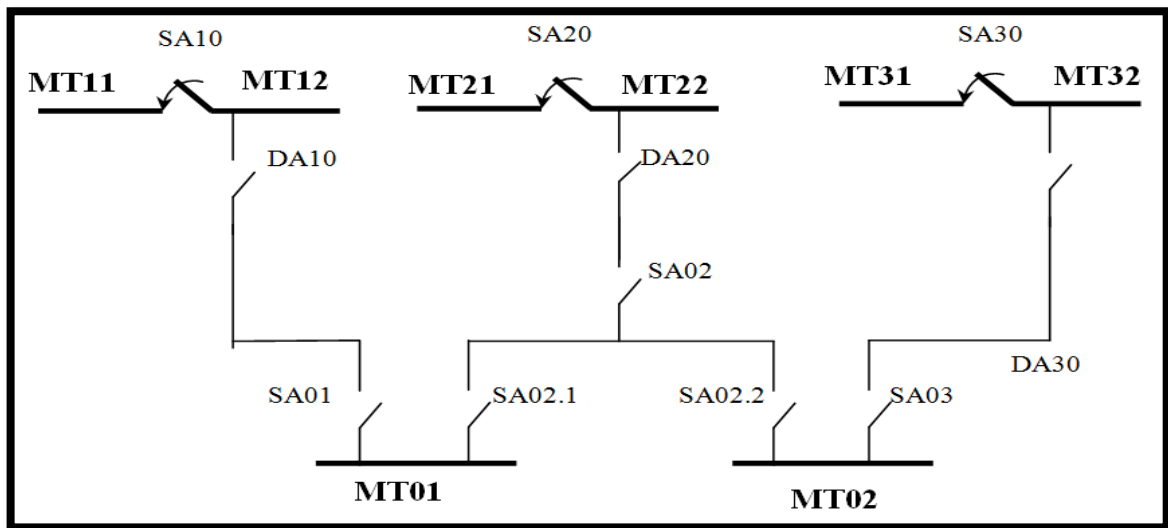 SA10
SA20
SA30
MT11
MT12
MT21
MT22
MT31
MT32
DA10
DA20
SA02
DA30
SA01
SA02.1
SA02.2
SA03
MT01
MT02